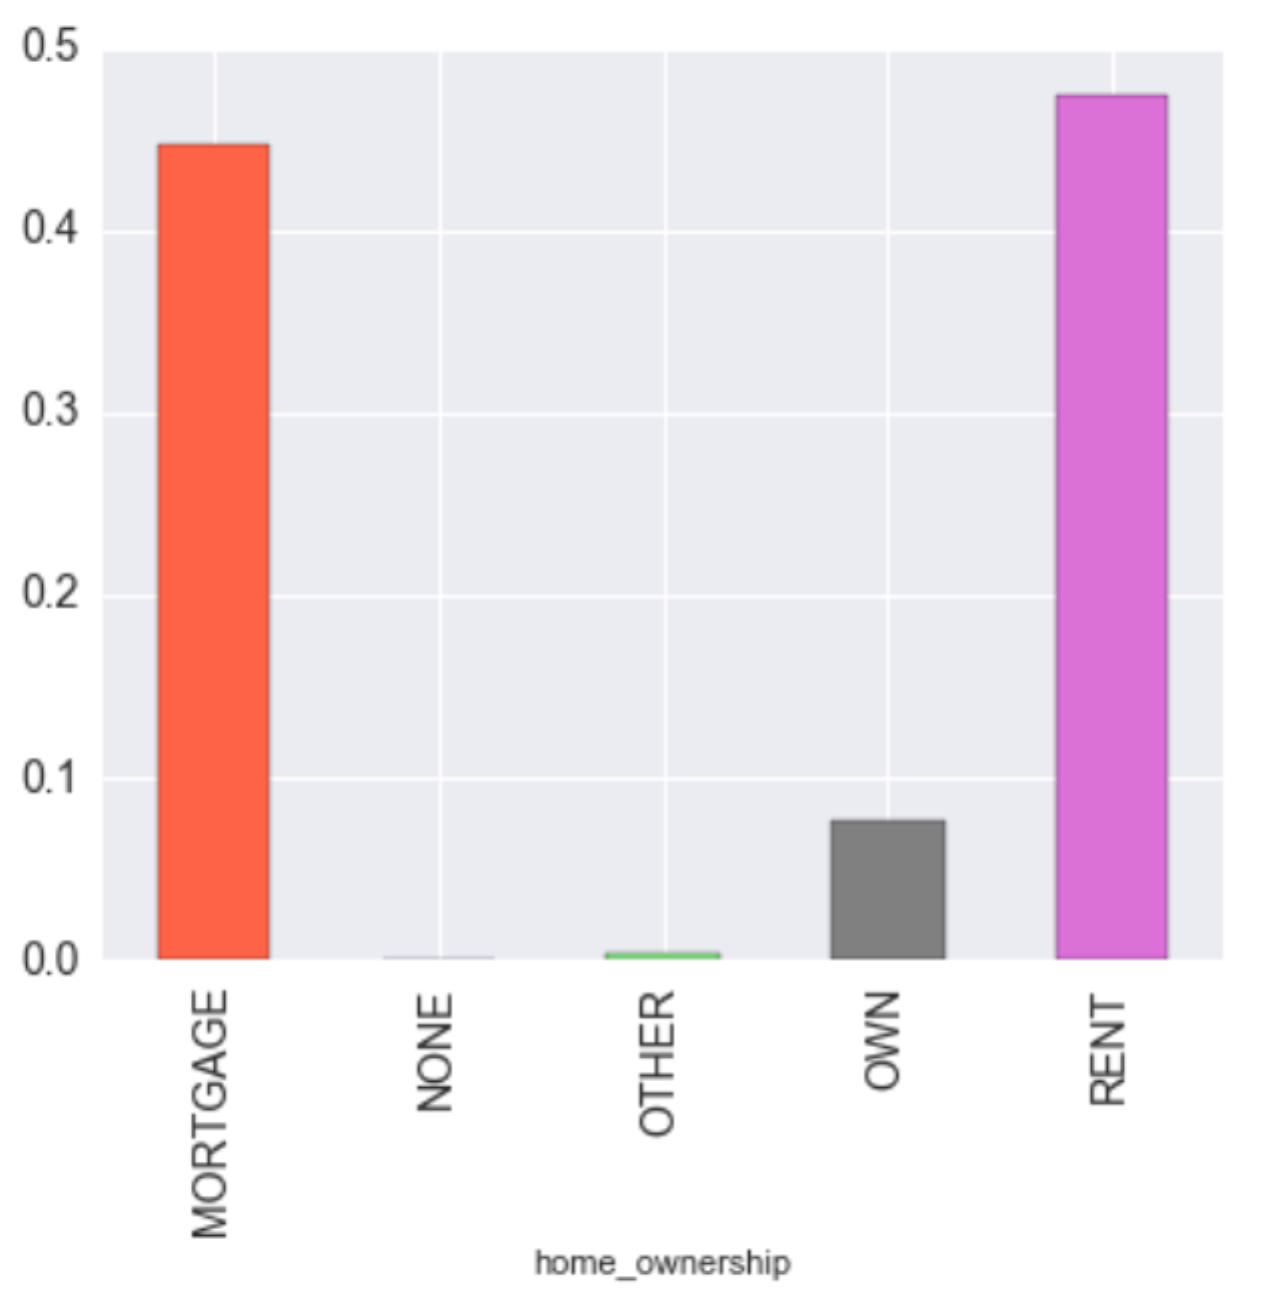 0.5
0.4
0.3
0.2
0.1
0.0
MORTGAGE
NONE
OTHER
OWN
RENT
home_ownership